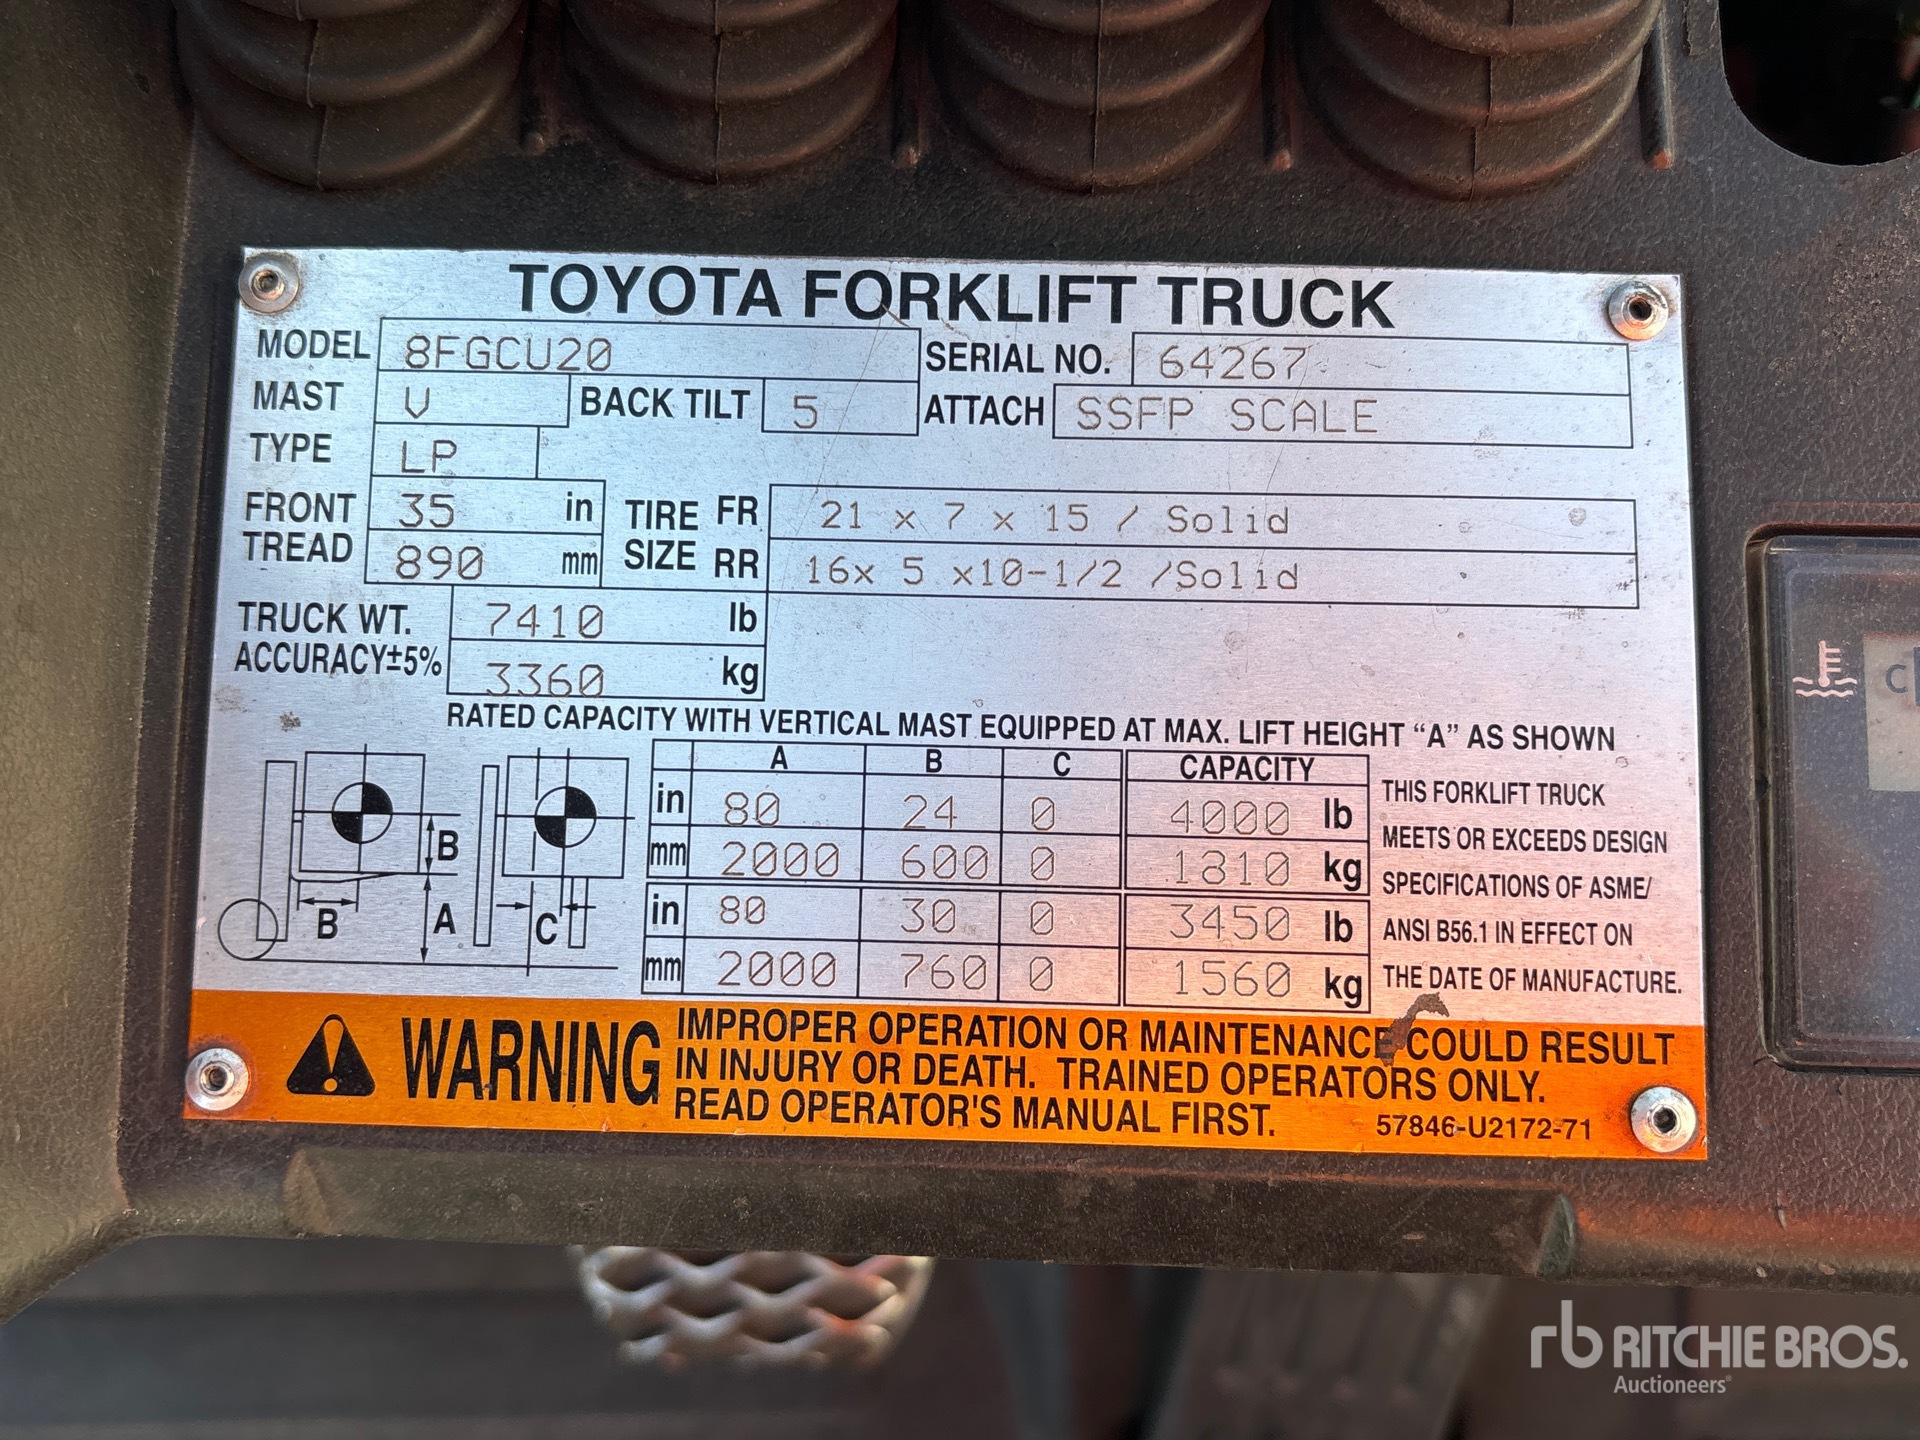 TOYOTA FORKLIFT TRUCK
MODEL 8FGCU20 SERIAL NO. 64267
MAST V BACK TILT 5 ATTACH SSFP SCALE
TYPE LP
FRONT TREAD 35 in TIRE SIZE FR 21 x 7 x 15 / Solid
890 mm RR 16x 5 x10-1/2 /Solid
TRUCK WT. 7410 lb
ACCURACY±5% 3360 kg
RATED CAPACITY WITH VERTICAL MAST EQUIPPED AT MAX. LIFT HEIGHT “A” AS SHOWN
A B C CAPACITY
in 80 24 0 4000 lb
mm 2000 600 0 1810 kg
in 80 30 0 3450 lb
mm 2000 760 0 1560 kg
B
B
A
C
THIS FORKLIFT TRUCK
MEETS OR EXCEEDS DESIGN
SPECIFICATIONS OF ASME/
ANSI B56.1 IN EFFECT ON
THE DATE OF MANUFACTURE.
WARNING
IMPROPER OPERATION OR MAINTENANCE COULD RESULT
IN INJURY OR DEATH. TRAINED OPERATORS ONLY.
READ OPERATOR'S MANUAL FIRST. 57846-U2172-71
C
rb RITCHIE BROS.
Auctioneers